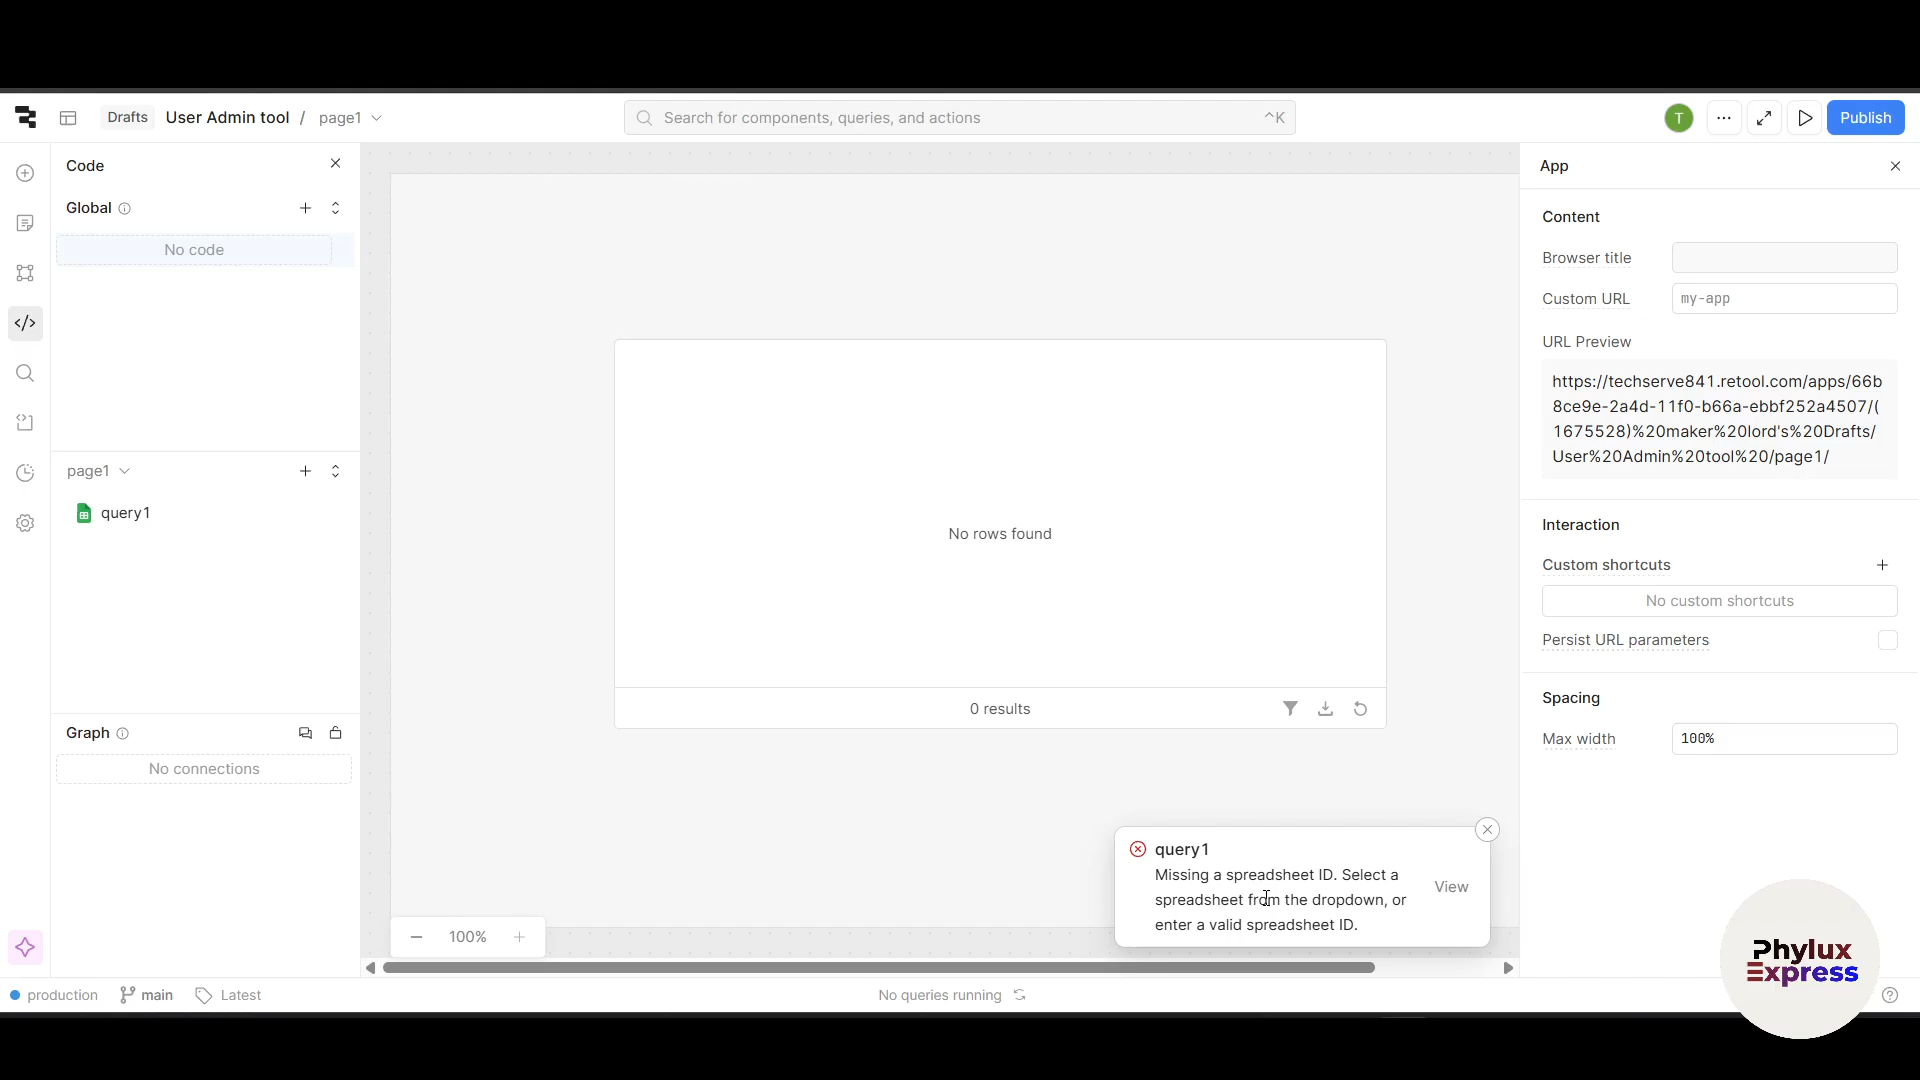 Drafts
User Admin tool / page1
Search for components, queries, and actions
^K
T
Publish
Code
Global
No code
page1
query1
Graph
No connections
No rows found
0 results
100%
query1
Missing a spreadsheet ID. Select a
spreadsheet from the dropdown, or
enter a valid spreadsheet ID.
View
App
Content
Browser title
Custom URL
my-app
URL Preview
https://techserve841.retool.com/apps/66b
8ce9e-2a4d-11f0-b66a-ebbf252a4507/(
1675528)%20maker%20lord's%20Drafts/
User%20Admin%20tool%20/page1/
Interaction
Custom shortcuts
No custom shortcuts
Persist URL parameters
Spacing
Max width
100%
production
main
Latest
No queries running
Phylux
Express